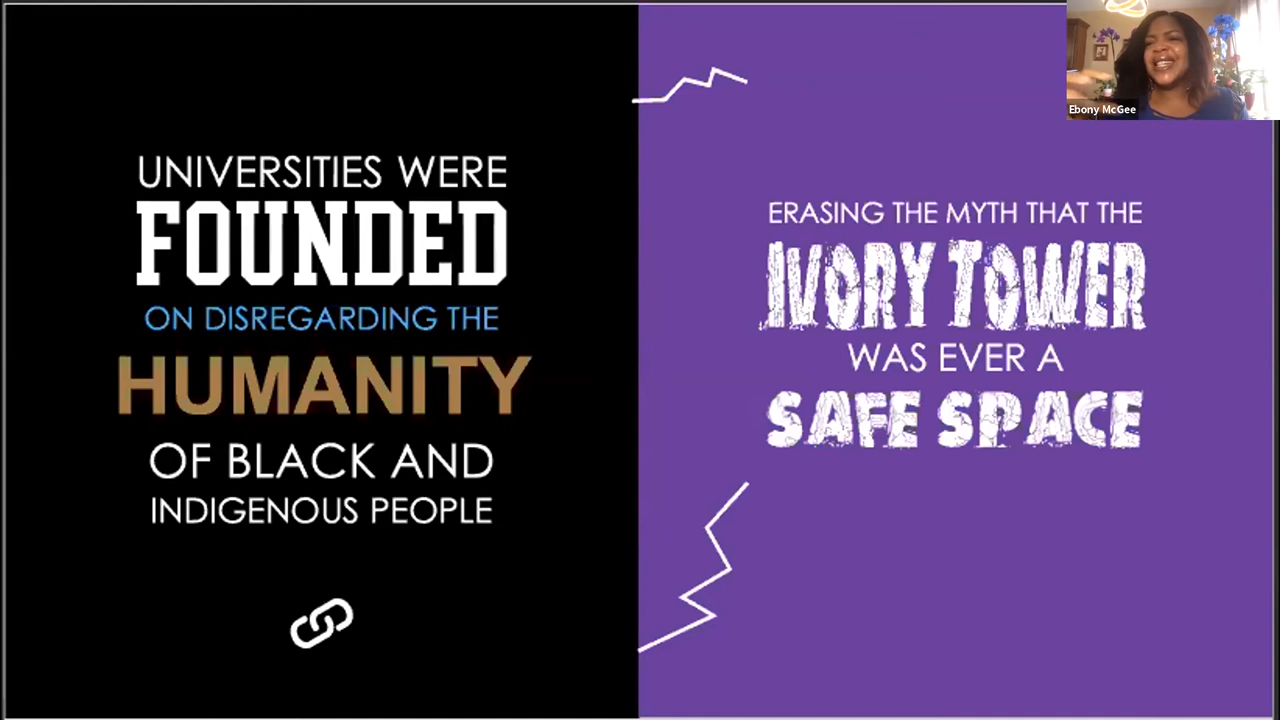 UNIVERSITIES WERE
FOUNDED
ON DISREGARDING THE
HUMANITY
OF BLACK AND
INDIGENOUS PEOPLE
ERASING THE MYTH THAT THE
IVORY TOWER
WAS EVER A
SAFE SPACE
Ebony McGee